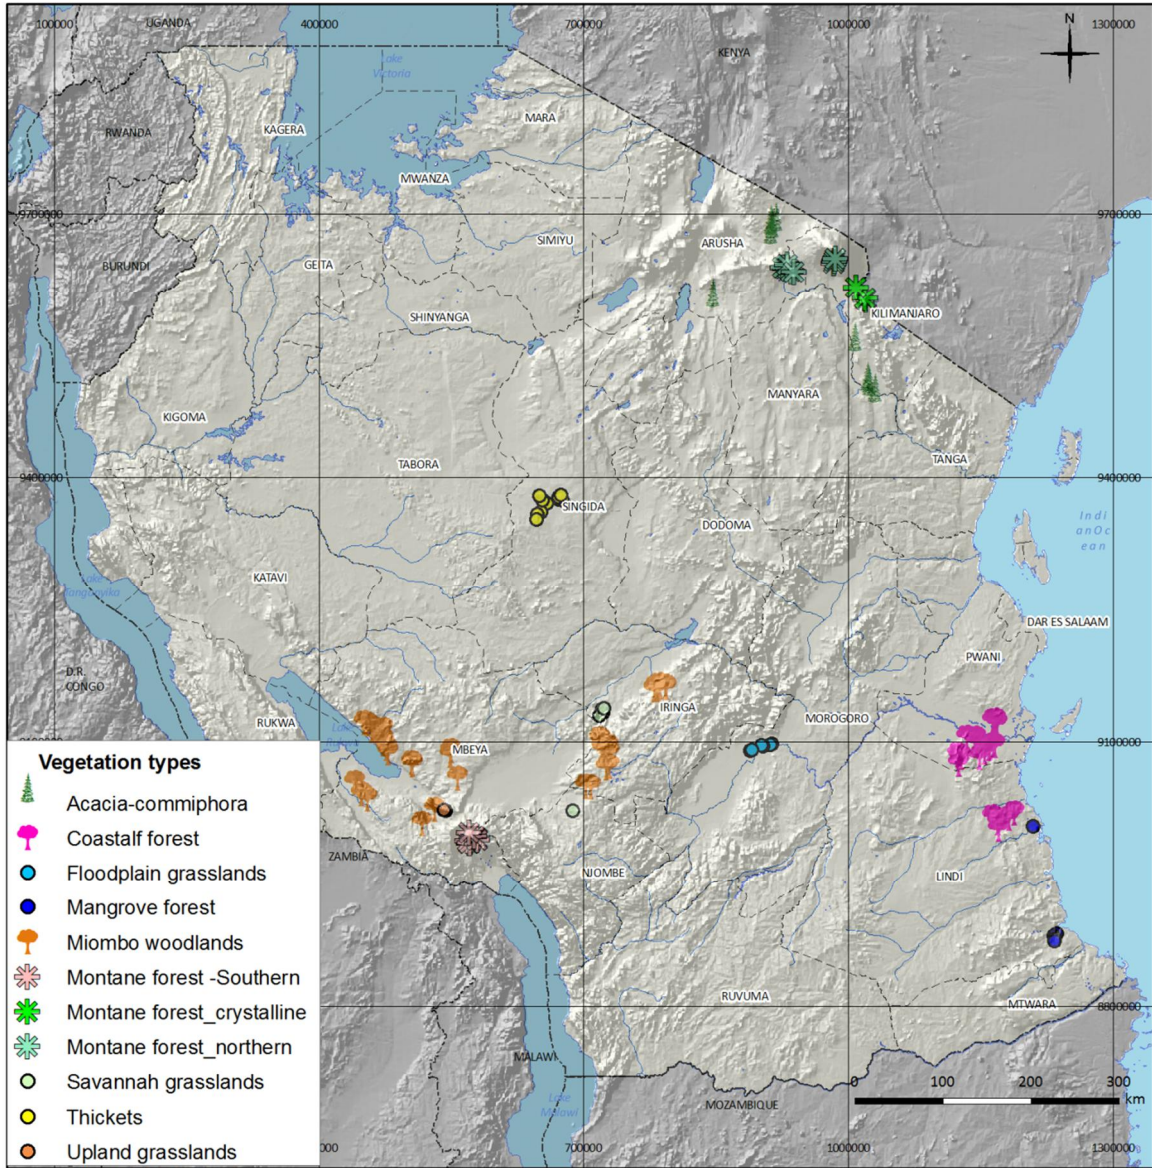 100000
400000
700000
1000000
1300000
UGANDA
N
KENYA
Lake
Victoria
MARA
RWANDA
KAGERA
MWANZA
9700000
9700000
SIMIYU
ARUSHA
BURUNDI
GEITA
SHINYANGA
KILIMANJARO
MANYARA
KIGOMA
TABORA
TANGA
9400000
9400000
SINGIDA
DODOMA
Indi
anOc
ean
KATAVI
Lake
Tanganyika
DAR ES SALAAM
PWANI
D.R.
CONGO
RUKWA
IRINGA
MOROGORO
Lake
MBEYA
9100000
Vegetation types
Acacia-commiphora
Coastalf forest
Floodplain grasslands
Mangrove forest
Miombo woodlands
Montane forest -Southern
Montane forest_crystalline
Montane forest_northern
Savannah grasslands
Thickets
Upland grasslands
ZAMBIA
NJOMBE
LINDI
RUVUMA
MTWARA
8800000
MALAWI
Lake
Malawi
MOZAMBIQUE
0 100 200 300
km
700000
1000000
1300000